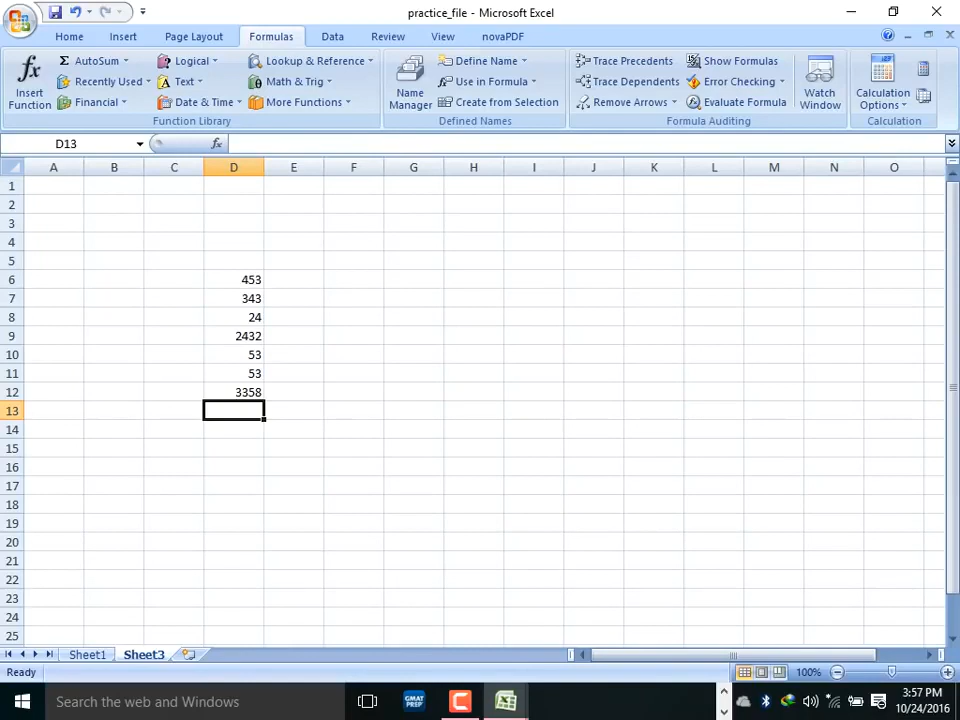 practice_file - Microsoft Excel
Home Insert Page Layout Formulas Data Review View novaPDF
fx Insert Function
Σ AutoSum
Recently Used
Financial
Logical
Text
Date & Time
Lookup & Reference
Math & Trig
More Functions
Function Library
Name Manager
Define Name
Use in Formula
Create from Selection
Defined Names
Trace Precedents
Trace Dependents
Remove Arrows
Show Formulas
Error Checking
Evaluate Formula
Formula Auditing
Watch Window
Calculation Options
Calculation
D13 fx
A B C D E F G H I J K L M N O
1
2
3
4
5
6 453
7 343
8 24
9 2432
10 53
11 53
12 3358
13
14
15
16
17
18
19
20
21
22
23
24
25
Sheet1 Sheet3
Ready 100%
Search the web and Windows
GMAT PREP
3:57 PM
10/24/2016